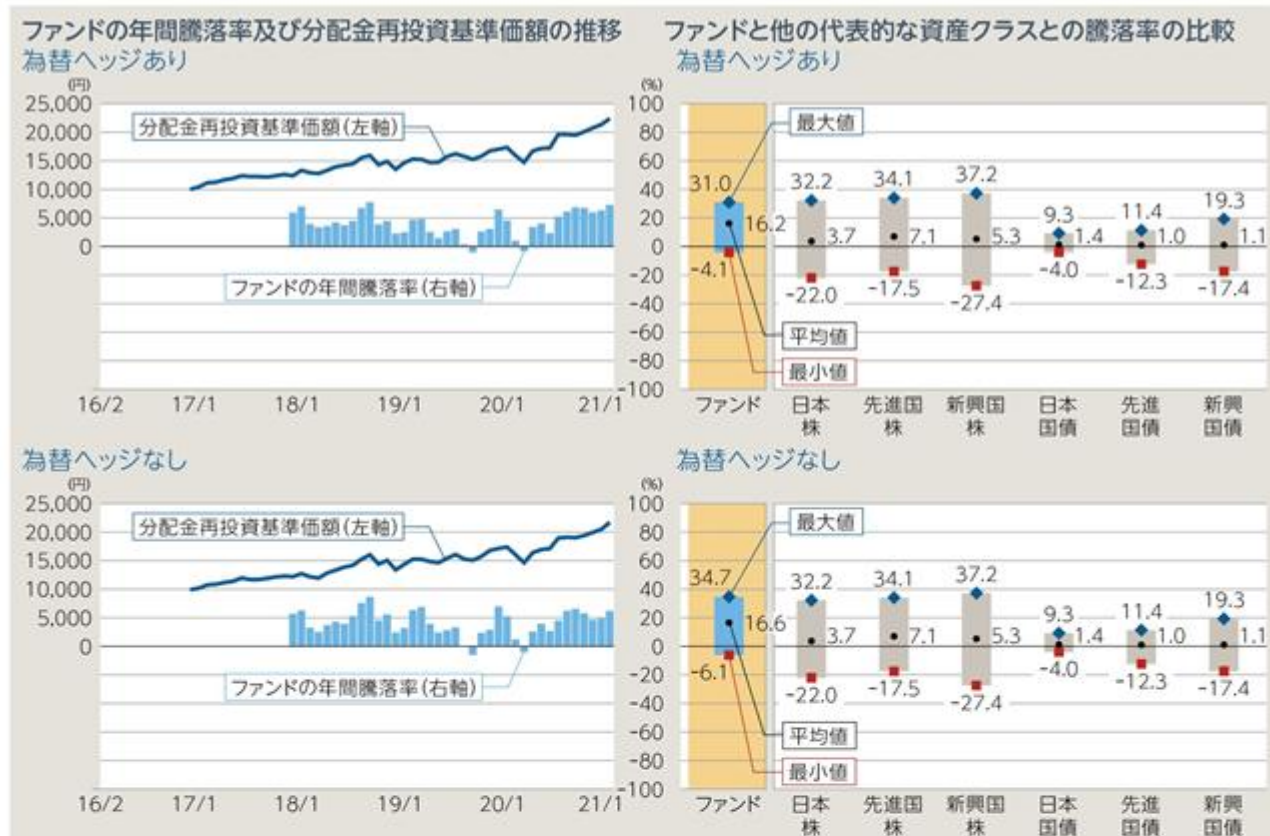 ファンドの年間騰落率及び分配金再投資基準価額の推移
為替ヘッジあり
(円)
25,000
20,000
15,000
10,000
5,000
0
分配金再投資基準価額(左軸)
ファンドの年間騰落率(右軸)
16/2 17/1 18/1 19/1 20/1 21/1
ファンドと他の代表的な資産クラスとの騰落率の比較
為替ヘッジあり
(%)
100
80
60
40
20
0
-20
-40
-60
-80
-100
最大値
平均値
最小値
31.0 32.2 34.1 37.2 9.3 11.4 19.3
16.2 3.7 7.1 5.3 1.4 1.0 1.1
-4.1 -22.0 -17.5 -27.4 -4.0 -12.3 -17.4
ファンド 日本 先進国 新興国 日本 先進 新興
株 株 株 国債 国債 国債
為替ヘッジなし
(円)
25,000
20,000
15,000
10,000
5,000
0
分配金再投資基準価額(左軸)
ファンドの年間騰落率(右軸)
16/2 17/1 18/1 19/1 20/1 21/1
為替ヘッジなし
(%)
100
80
60
40
20
0
-20
-40
-60
-80
-100
最大値
平均値
最小値
34.7 32.2 34.1 37.2 9.3 11.4 19.3
16.6 3.7 7.1 5.3 1.4 1.0 1.1
-6.1 -22.0 -17.5 -27.4 -4.0 -12.3 -17.4
ファンド 日本 先進国 新興国 日本 先進 新興
株 株 株 国債 国債 国債